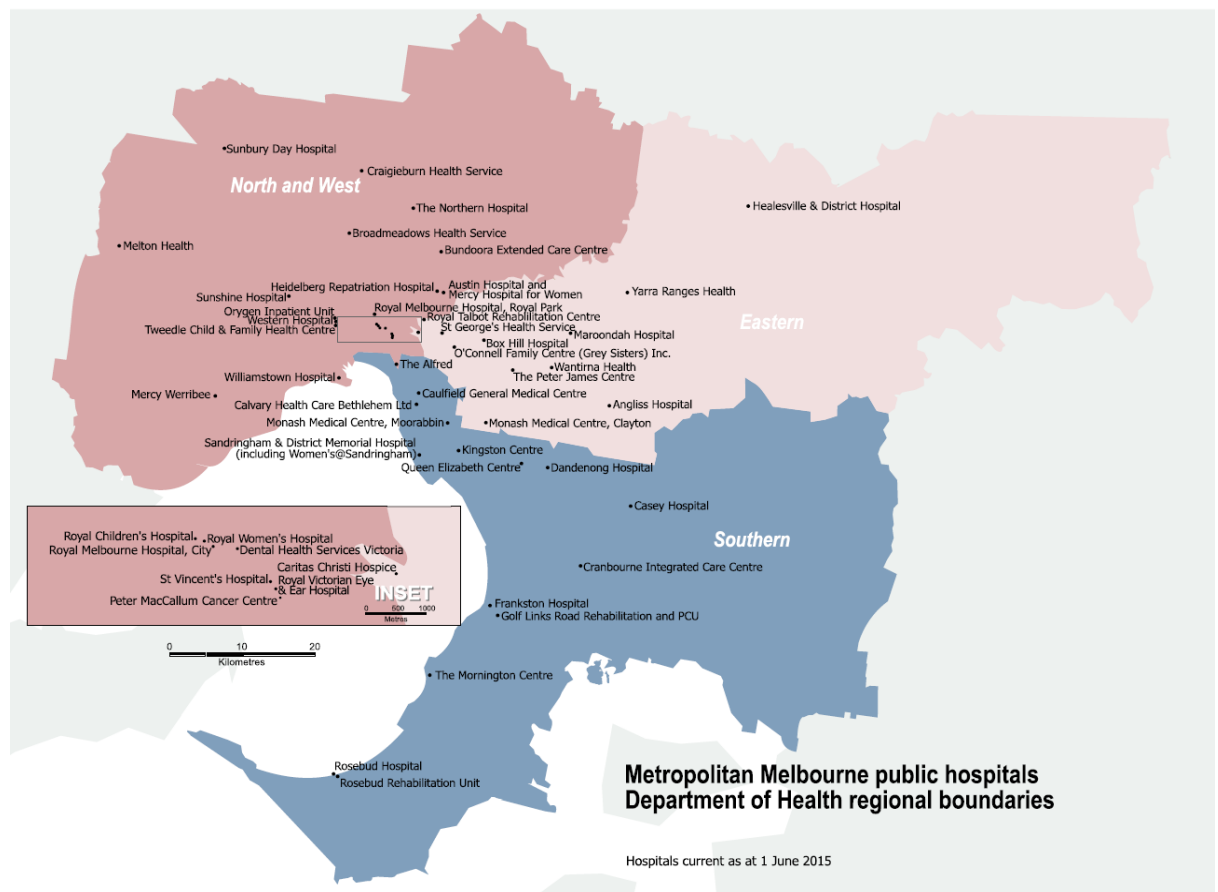 Sunbury Day Hospital
Craigieburn Health Service
North and West
The Northern Hospital
Healesville & District Hospital
Broadmeadows Health Service
Melton Health
Bundoora Extended Care Centre
Heidelberg Repatriation Hospital
Austin Hospital and
Mercy Hospital for Women
Yarra Ranges Health
Sunshine Hospital
Orygen Inpatient Unit
Royal Melbourne Hospital, Royal Park
Western Hospital
Royal Talbot Rehabilitation Centre
Eastern
Tweedle Child & Family Health Centre
St George's Health Service
Maroondah Hospital
Box Hill Hospital
O'Connell Family Centre (Grey Sisters) Inc.
The Alfred
Wantirna Health
Williamstown Hospital
The Peter James Centre
Mercy Werribee
Caulfield General Medical Centre
Calvary Health Care Bethlehem Ltd
Angliss Hospital
Monash Medical Centre, Moorabbin
Monash Medical Centre, Clayton
Sandringham & District Memorial Hospital
(including Women's@Sandringham)
Kingston Centre
Queen Elizabeth Centre
Dandenong Hospital
Casey Hospital
Southern
Cranbourne Integrated Care Centre
Frankston Hospital
Golf Links Road Rehabilitation and PCU
Royal Children's Hospital
Royal Women's Hospital
Royal Melbourne Hospital, City
Dental Health Services Victoria
Caritas Christi Hospice
St Vincent's Hospital
Royal Victorian Eye
& Ear Hospital
Peter MacCallum Cancer Centre
INSET
0 600 1000
Metres
0 10 20
Kilometres
The Mornington Centre
Rosebud Hospital
Rosebud Rehabilitation Unit
Metropolitan Melbourne public hospitals
Department of Health regional boundaries
Hospitals current as at 1 June 2015